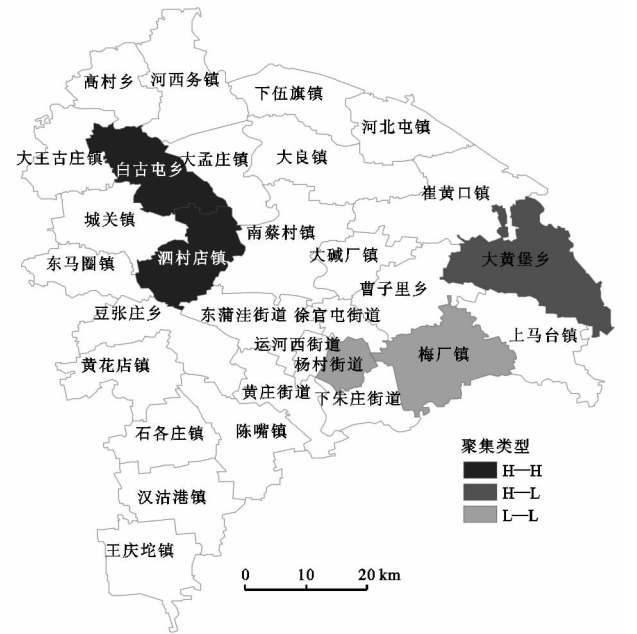 高村乡
河西务镇
下伍旗镇
河北屯镇
大王古庄镇
白古屯乡
大孟庄镇
大良镇
崔黄口镇
城关镇
南蔡村镇
大碱厂镇
大黄堡乡
东马圈镇
泗村店镇
曹子里乡
豆张庄乡
东蒲洼街道
徐官屯街道
上马台镇
运河西街道
梅厂镇
黄花店镇
杨村街道
黄庄街道
下朱庄街道
石各庄镇
陈嘴镇
聚集类型
H—H
H—L
L—L
汉沽港镇
王庆坨镇
0 10 20 km